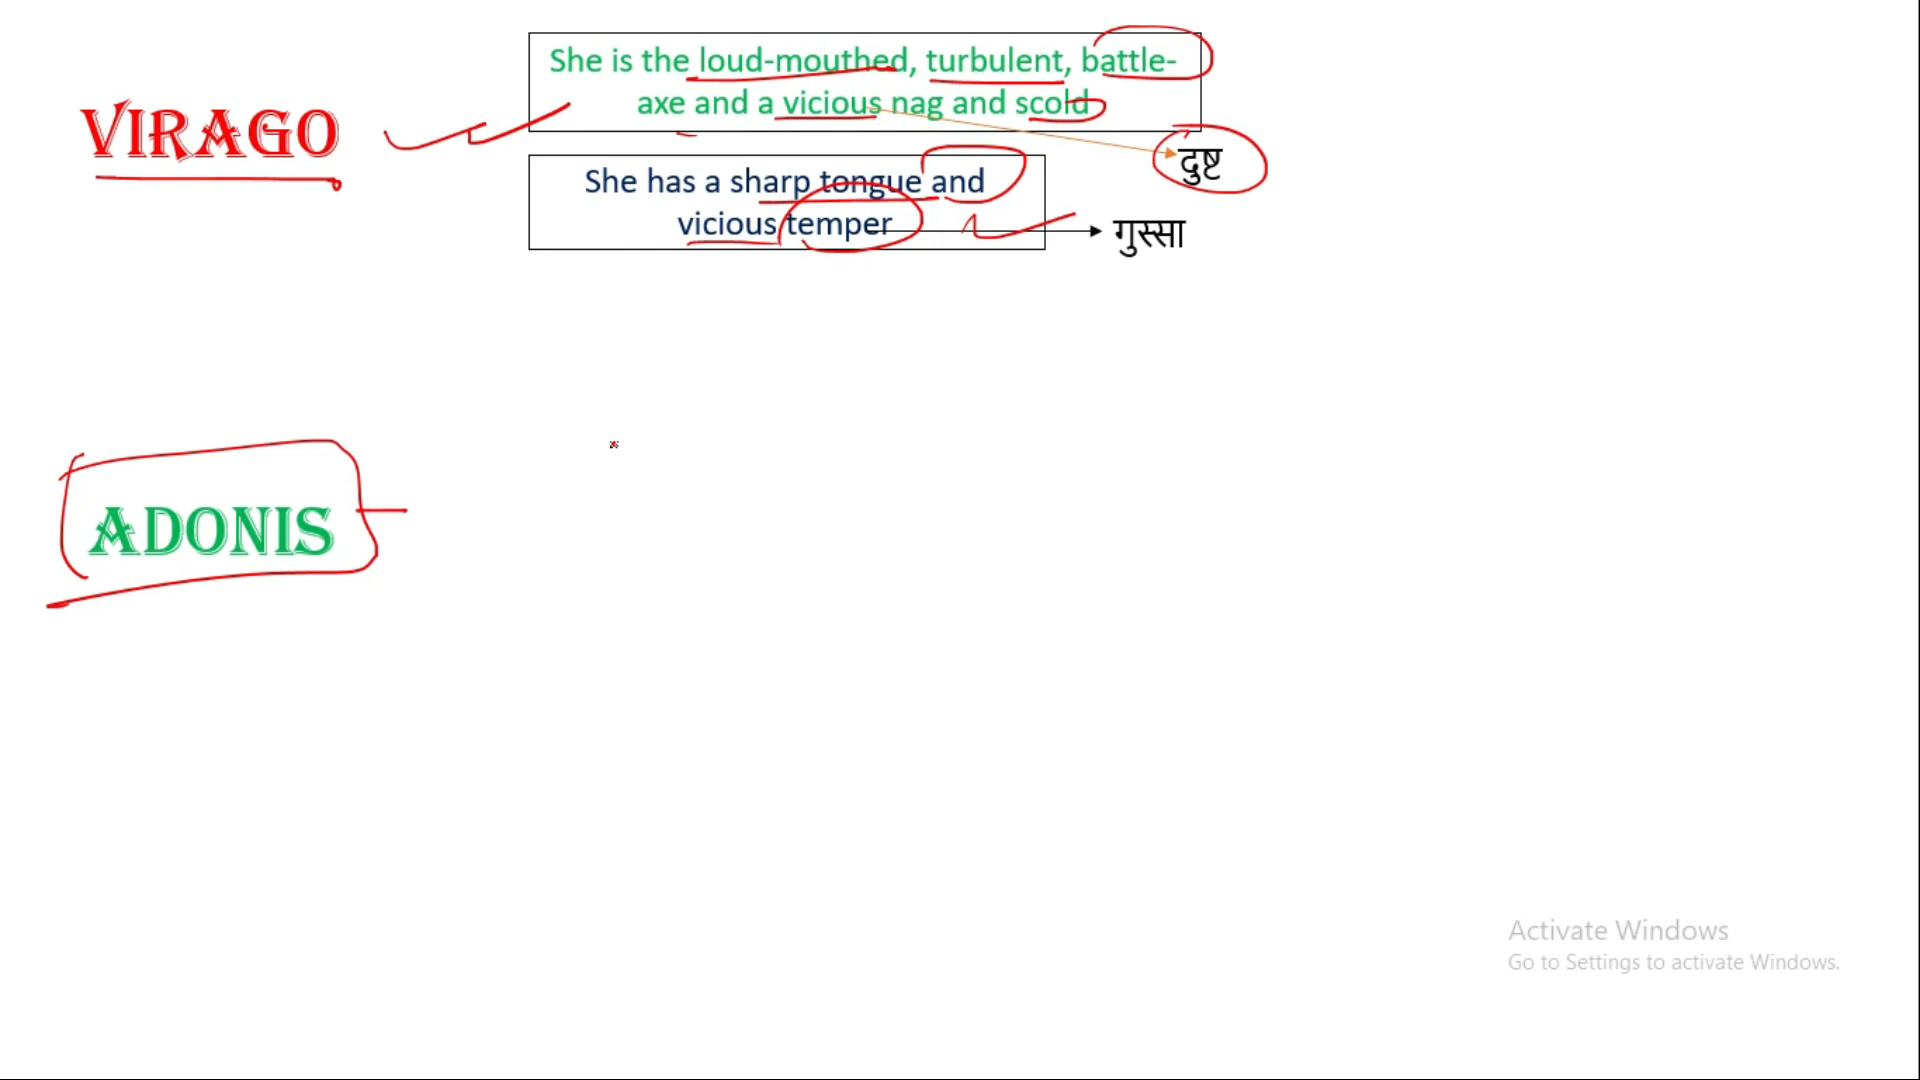 She is the loud-mouthed, turbulent, battle-
axe and a vicious nag and scold
VIRAGO
दुष्ट
She has a sharp tongue and
vicious temper
गुस्सा
ADONIS
Activate Windows
Go to Settings to activate Windows.